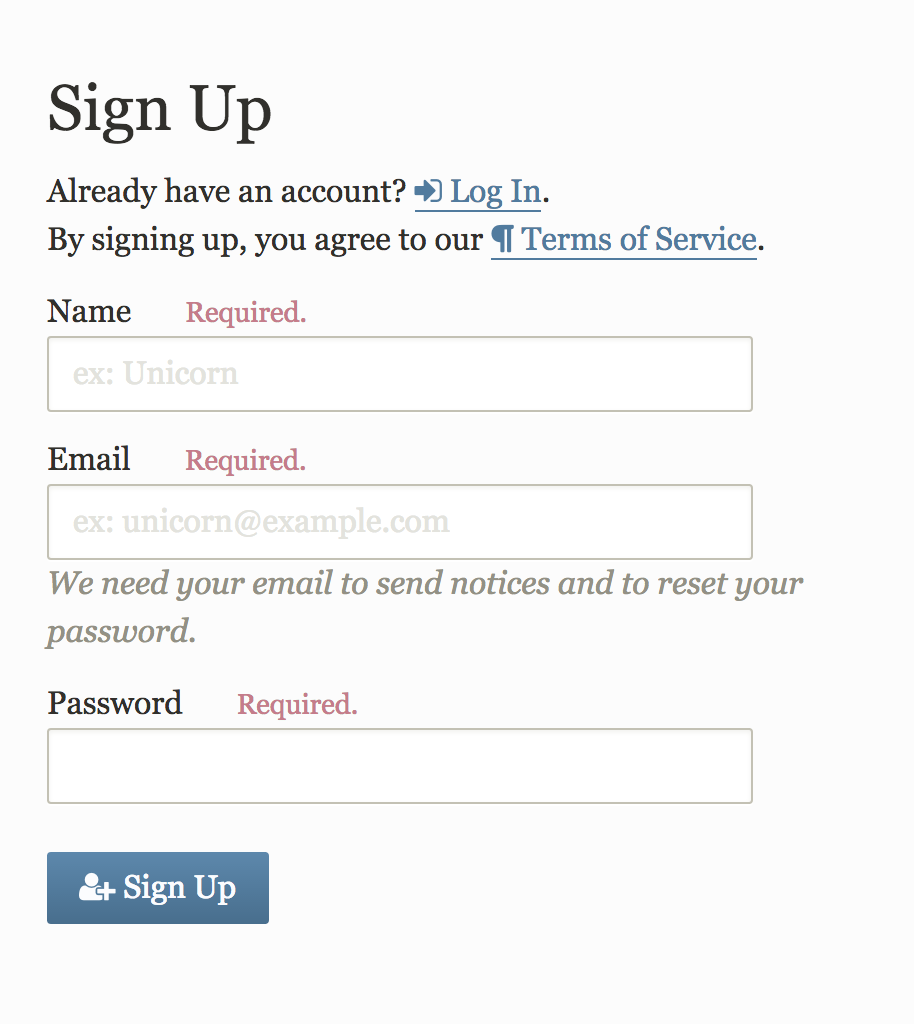 Sign Up
Already have an account? Log In.
By signing up, you agree to our ¶ Terms of Service.
Name Required.
ex: Unicorn
Email Required.
ex: unicorn@example.com
We need your email to send notices and to reset your
password.
Password Required.
Sign Up